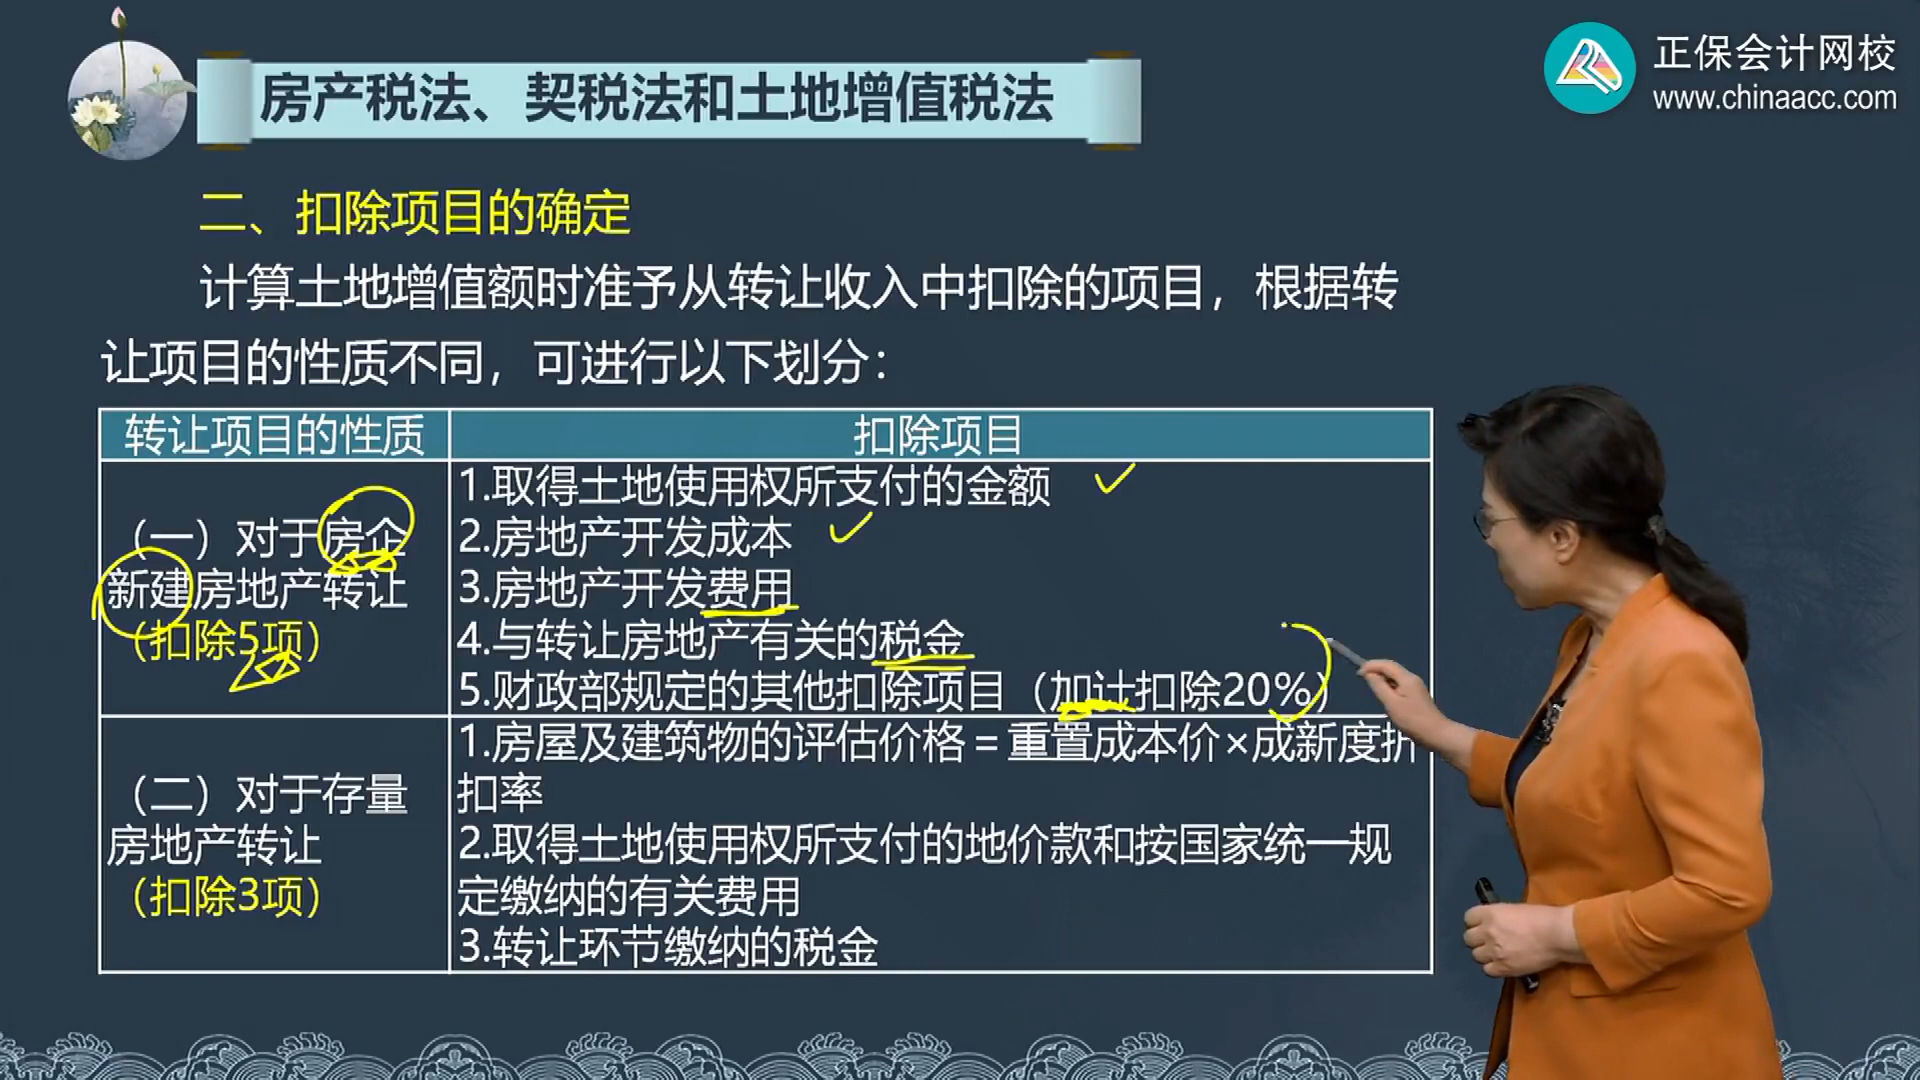 正保会计网校
www.chinaacc.com
房产税法、契税法和土地增值税法
二、扣除项目的确定
计算土地增值额时准予从转让收入中扣除的项目，根据转
让项目的性质不同，可进行以下划分：
转让项目的性质
扣除项目
（一）对于房企
新建房地产转让
（扣除5项）
1.取得土地使用权所支付的金额
2.房地产开发成本
3.房地产开发费用
4.与转让房地产有关的税金
5.财政部规定的其他扣除项目（加计扣除20%）
（二）对于存量
房地产转让
（扣除3项）
1.房屋及建筑物的评估价格＝重置成本价×成新度折
扣率
2.取得土地使用权所支付的地价款和按国家统一规
定缴纳的有关费用
3.转让环节缴纳的税金